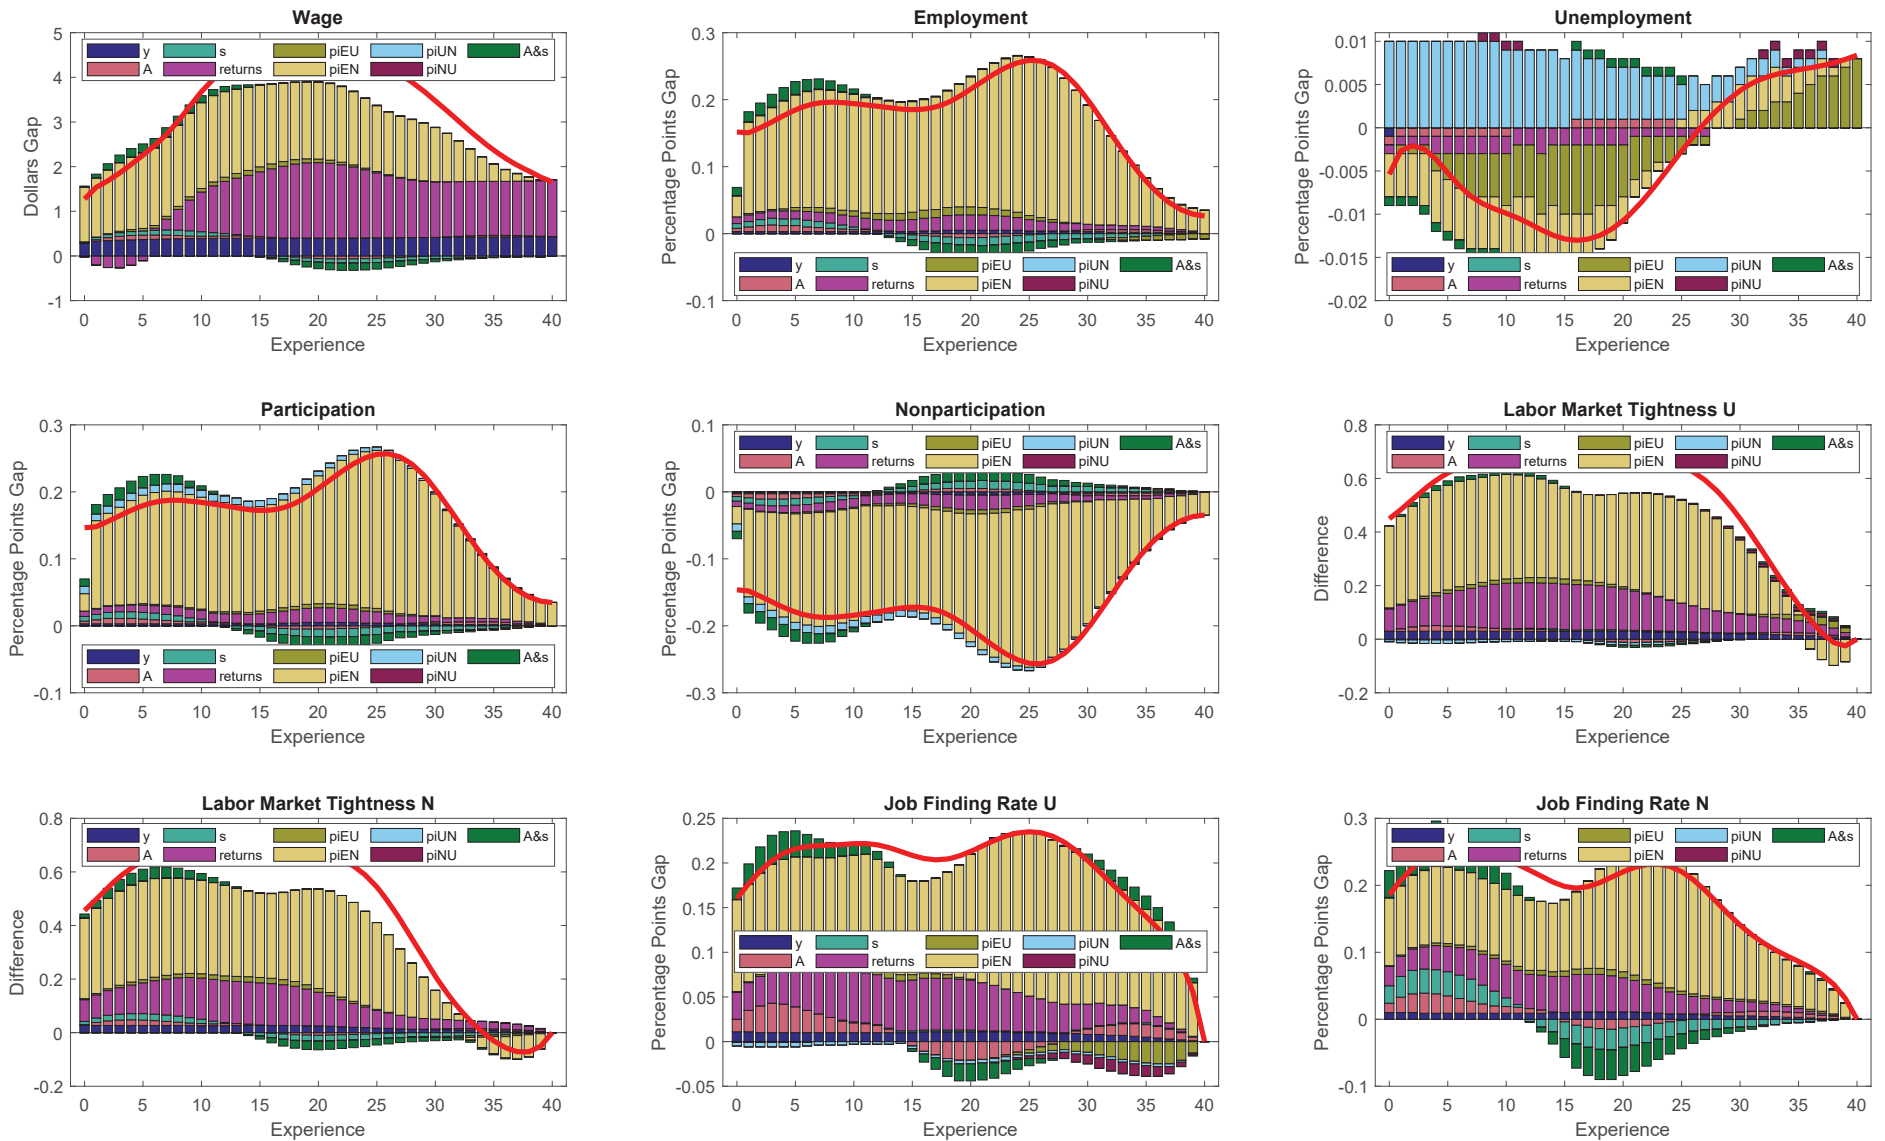 Wage
5
4
3
2
1
0
-1
Dollars Gap
y s piEU piUN A&s
A returns piEN piNU
0 5 10 15 20 25 30 35 40
Experience
Employment
0.3
0.2
0.1
0
-0.1
Percentage Points Gap
y s piEU piUN A&s
A returns piEN piNU
0 5 10 15 20 25 30 35 40
Experience
Unemployment
0.01
0.005
0
-0.005
-0.01
-0.015
-0.02
Percentage Points Gap
y s piEU piUN A&s
A returns piEN piNU
0 5 10 15 20 25 30 35 40
Experience
Participation
0.3
0.2
0.1
0
-0.1
Percentage Points Gap
y s piEU piUN A&s
A returns piEN piNU
0 5 10 15 20 25 30 35 40
Experience
Nonparticipation
0.1
0
-0.1
-0.2
-0.3
Percentage Points Gap
y s piEU piUN A&s
A returns piEN piNU
0 5 10 15 20 25 30 35 40
Experience
Labor Market Tightness U
0.8
0.6
0.4
0.2
0
-0.2
Difference
y s piEU piUN A&s
A returns piEN piNU
0 5 10 15 20 25 30 35 40
Experience
Labor Market Tightness N
0.8
0.6
0.4
0.2
0
-0.2
Difference
y s piEU piUN A&s
A returns piEN piNU
0 5 10 15 20 25 30 35 40
Experience
Job Finding Rate U
0.25
0.2
0.15
0.05
0
-0.05
Percentage Points Gap
y s piEU piUN A&s
A returns piEN piNU
0 5 10 15 20 25 30 35 40
Experience
Job Finding Rate N
0.3
0.2
0.1
0
-0.1
Percentage Points Gap
y s piEU piUN A&s
A returns piEN piNU
0 5 10 15 20 25 30 35 40
Experience